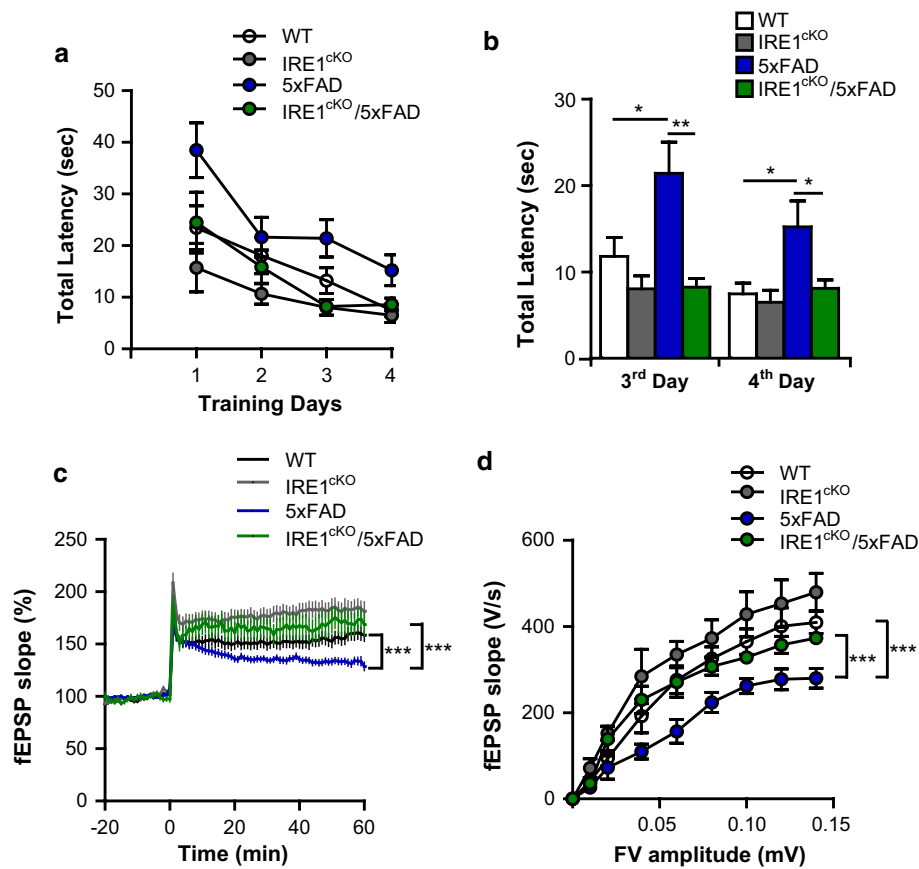 a
WT
IRE1cKO
5xFAD
IRE1cKO/5xFAD
50
40
30
20
10
0
Total Latency (sec)
1 2 3 4
Training Days
b
WT
IRE1cKO
5xFAD
IRE1cKO/5xFAD
30
20
10
0
Total Latency (sec)
* ** * *
3rd Day 4th Day
c
WT
IRE1cKO
5xFAD
IRE1cKO/5xFAD
250
200
150
100
50
0
fEPSP slope (%)
*** ***
-20 0 20 40 60
Time (min)
d
WT
IRE1cKO
5xFAD
IRE1cKO/5xFAD
600
400
200
0
fEPSP slope (V/s)
*** ***
0.05 0.10 0.15
FV amplitude (mV)